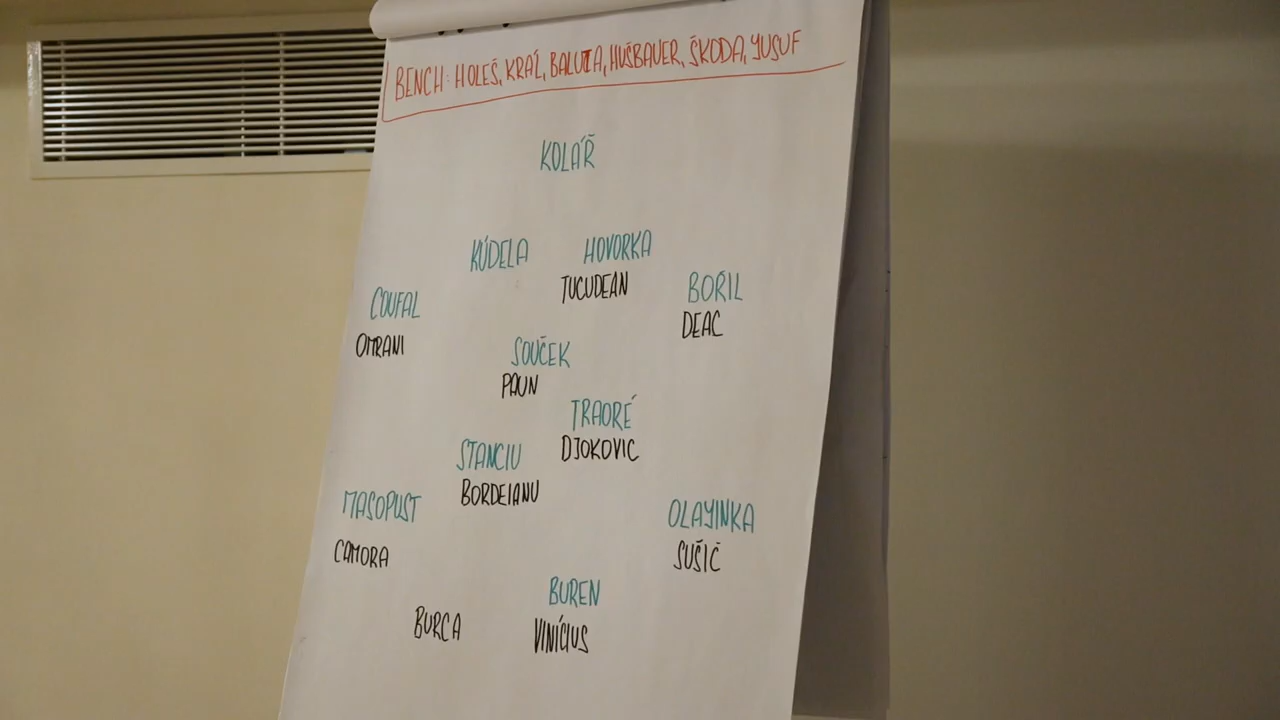 BENCH: HOLEŠ, KRÁL, BALUTA, HUŠBAUER, ŠKODA, YUSUF
KOLÁŘ
KÚDELA HOVORKA
TUCUDEAN
COUFAL BOŘIL
OMRANI DEAC
SOUČEK
PAUN
TRAORÉ
STANCIU DJOKOVIC
BORDEIANU
MASOPUST OLAYINKA
CAMORA SUŠIČ
BUREN
BURCA VINÍCIUS